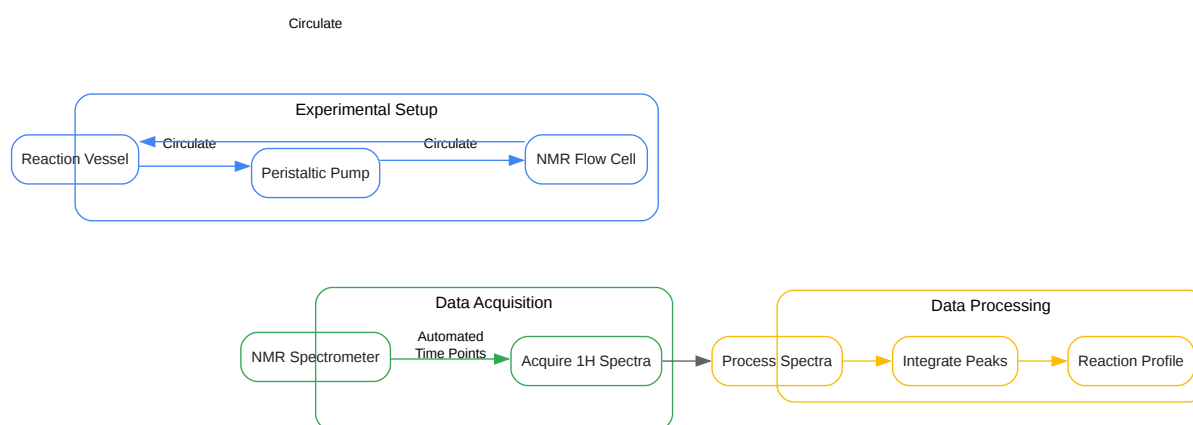 Circulate
Experimental Setup
Circulate
Circulate
Reaction Vessel
Peristaltic Pump
NMR Flow Cell
Data Acquisition
Data Processing
Automated
Time Points
NMR Spectrometer
Acquire 1H Spectra
Process Spectra
Integrate Peaks
Reaction Profile